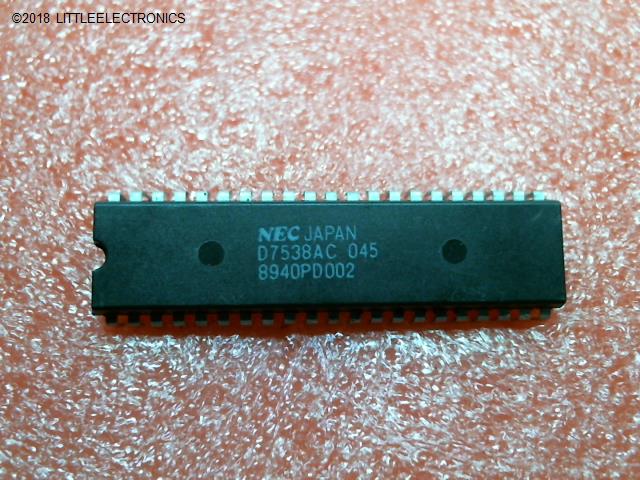 ©2018 LITTLEELECTRONICS
NEC JAPAN
D7538AC 045
8940PD002